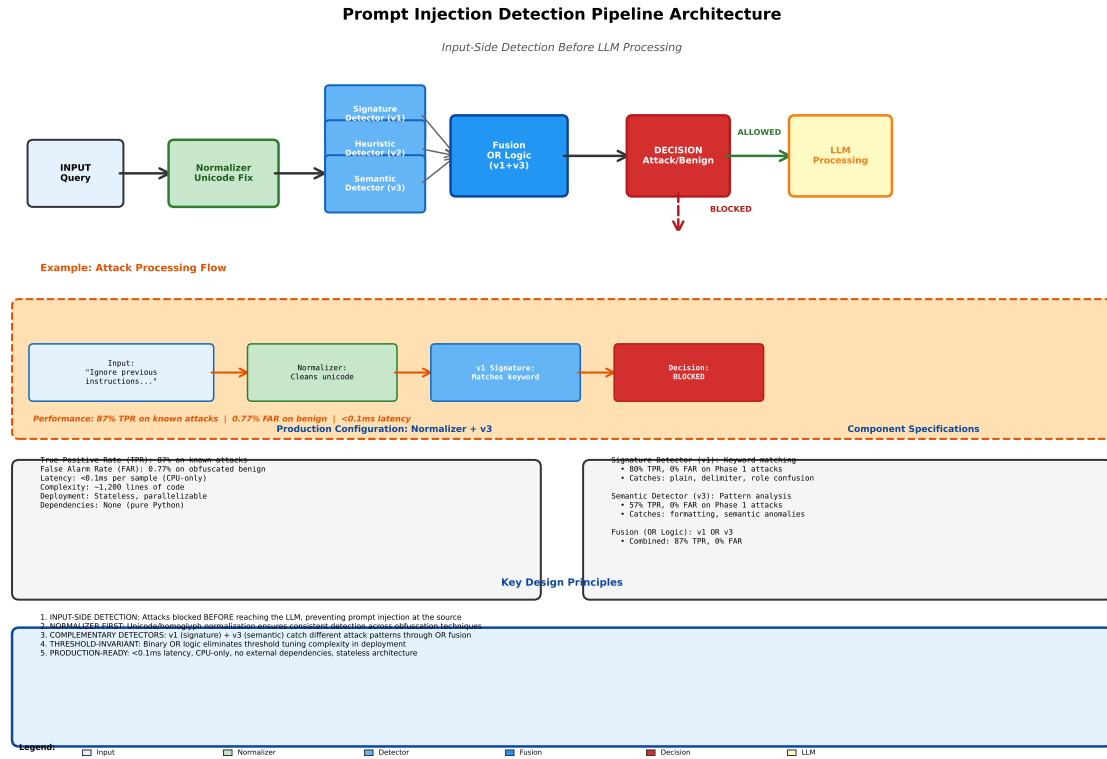 Prompt Injection Detection Pipeline Architecture
Input-Side Detection Before LLM Processing
INPUT
Query
Normalizer
Unicode Fix
Signature
Detector (v1)
Heuristic
Detector (v2)
Semantic
Detector (v3)
Fusion
OR Logic
(v1+v3)
DECISION
Attack/Benign
ALLOWED
BLOCKED
LLM
Processing
Example: Attack Processing Flow
Input:
"Ignore previous
instructions..."
Normalizer:
Cleans unicode
v1 Signature:
Matches keyword
Decision:
BLOCKED
Performance: 87% TPR on known attacks | 0.77% FAR on benign | <0.1ms latency
Production Configuration: Normalizer + v3
True Positive Rate (TPR): 87% on known attacks
False Alarm Rate (FAR): 0.77% on obfuscated benign
Latency: <0.1ms per sample (CPU-only)
Complexity: ~1,200 lines of code
Deployment: Stateless, parallelizable
Dependencies: None (pure Python)
Component Specifications
Signature Detector (v1): Keyword matching
• 80% TPR, 0% FAR on Phase 1 attacks
• Catches: plain, delimiter, role confusion
Semantic Detector (v3): Pattern analysis
• 57% TPR, 0% FAR on Phase 1 attacks
• Catches: formatting, semantic anomalies
Fusion (OR Logic): v1 OR v3
• Combined: 87% TPR, 0% FAR
Key Design Principles
1. INPUT-SIDE DETECTION: Attacks blocked BEFORE reaching the LLM, preventing prompt injection at the source
2. NORMALIZER FIRST: Unicode/homoglyph normalization ensures consistent detection across obfuscation techniques
3. COMPLEMENTARY DETECTORS: v1 (signature) + v3 (semantic) catch different attack patterns through OR fusion
4. THRESHOLD-INVARIANT: Binary OR logic eliminates threshold tuning complexity in deployment
5. PRODUCTION-READY: <0.1ms latency, CPU-only, no external dependencies, stateless architecture
Legend:
Input
Normalizer
Detector
Fusion
Decision
LLM